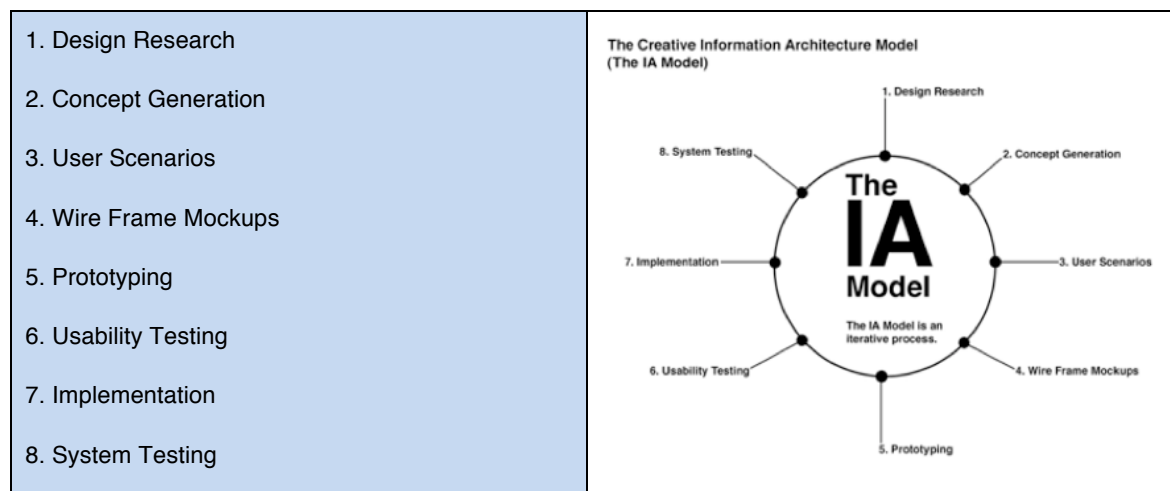 1. Design Research
2. Concept Generation
3. User Scenarios
4. Wire Frame Mockups
5. Prototyping
6. Usability Testing
7. Implementation
8. System Testing
The Creative Information Architecture Model
(The IA Model)
1. Design Research
8. System Testing
2. Concept Generation
The
IA
Model
7. Implementation
3. User Scenarios
The IA Model is an
iterative process.
6. Usability Testing
4. Wire Frame Mockups
5. Prototyping